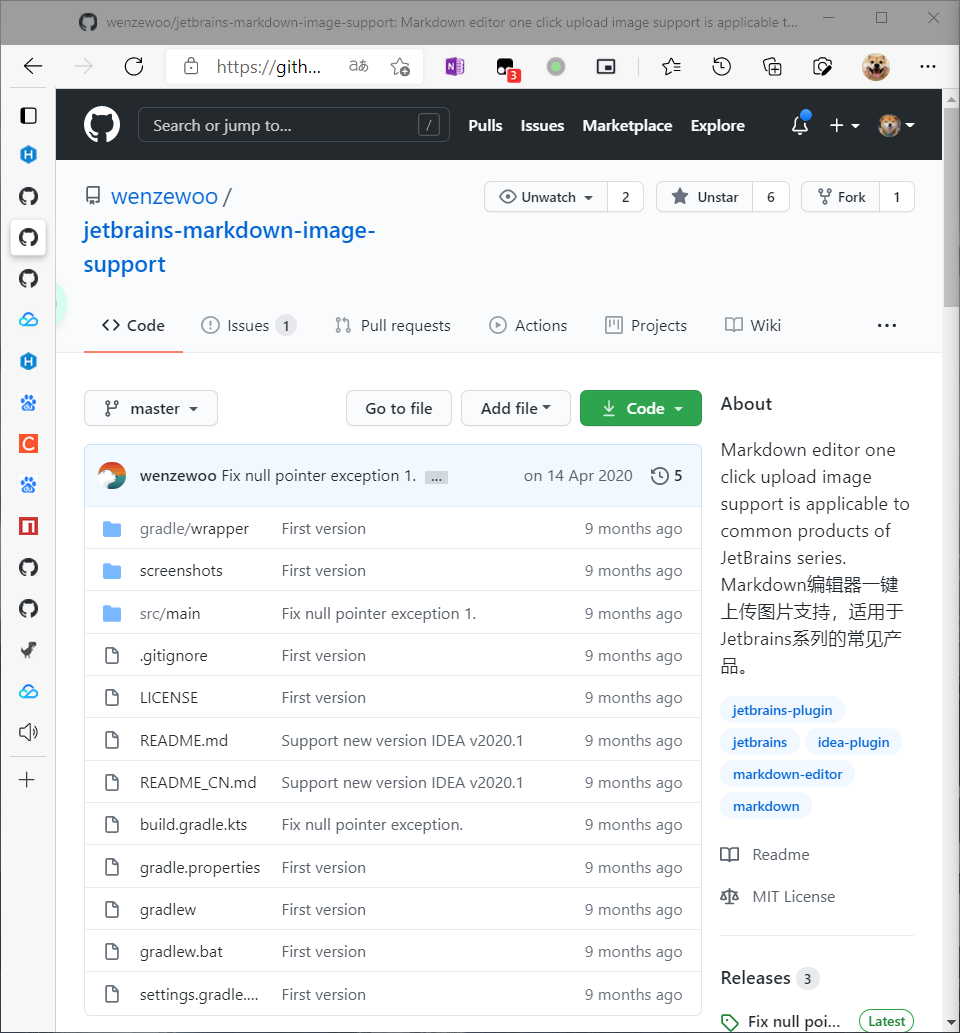 wenzewoo/jetbrains-markdown-image-support: Markdown editor one click upload image support is applicable t...
https://gith... aあ 3
Search or jump to... / Pulls Issues Marketplace Explore
wenzewoo / Unwatch 2 Unstar 6 Fork 1
jetbrains-markdown-image-
support
Code Issues 1 Pull requests Actions Projects Wiki ...
master Go to file Add file Code
About
Markdown editor one
click upload image
support is applicable to
common products of
JetBrains series.
Markdown编辑器一键
上传图片支持，适用于
Jetbrains系列的常见产
品。
jetbrains-plugin
jetbrains idea-plugin
markdown-editor
markdown
Readme
MIT License
Releases 3
Fix null poi... Latest
wenzewoo Fix null pointer exception 1. ... on 14 Apr 2020 5
gradle/wrapper First version 9 months ago
screenshots First version 9 months ago
src/main Fix null pointer exception 1. 9 months ago
.gitignore First version 9 months ago
LICENSE First version 9 months ago
README.md Support new version IDEA v2020.1 9 months ago
README_CN.md Support new version IDEA v2020.1 9 months ago
build.gradle.kts Fix null pointer exception. 9 months ago
gradle.properties First version 9 months ago
gradlew First version 9 months ago
gradlew.bat First version 9 months ago
settings.gradle.... First version 9 months ago